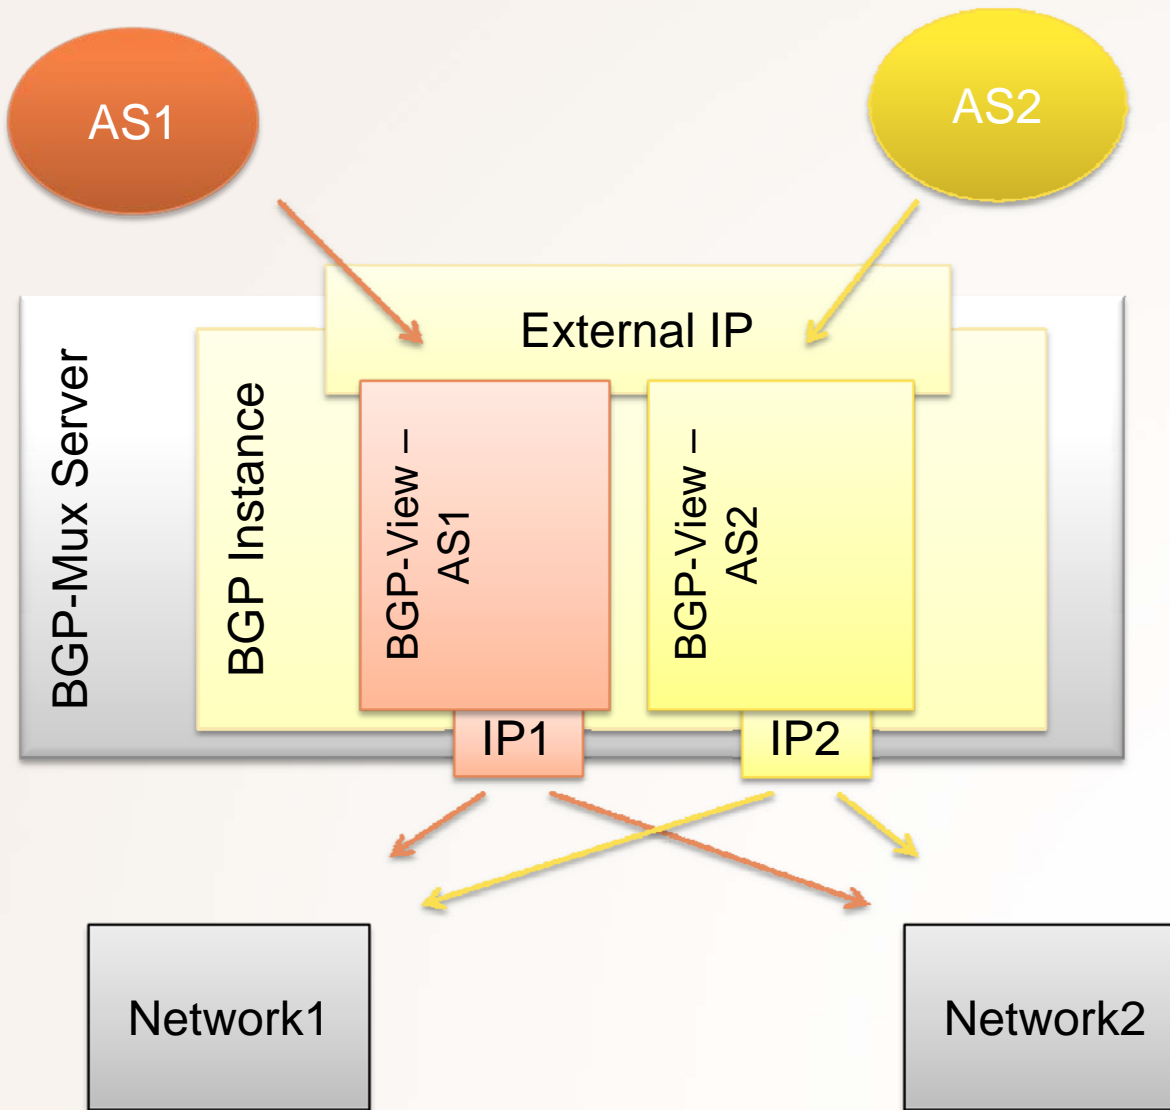 AS1
AS2
External IP
BGP-Mux Server
BGP Instance
BGP-View –
AS1
BGP-View –
AS2
IP1
IP2
Network1
Network2